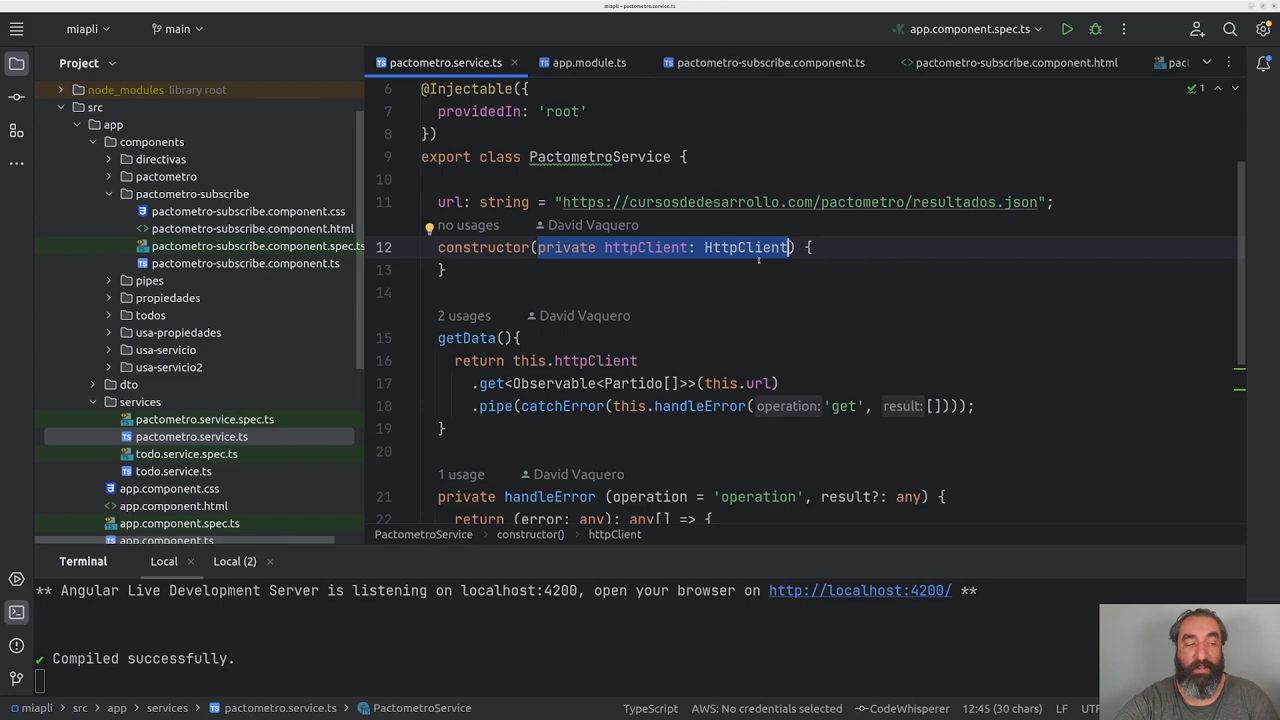 miapli – pactometro.service.ts
miapli
main
app.component.spec.ts
Project
pactometro.service.ts
app.module.ts
pactometro-subscribe.component.ts
pactometro-subscribe.component.html
pact
node_modules library root
src
app
components
directivas
pactometro
pactometro-subscribe
pactometro-subscribe.component.css
pactometro-subscribe.component.html
pactometro-subscribe.component.spec.ts
pactometro-subscribe.component.ts
pipes
propiedades
todos
usa-propiedades
usa-servicio
usa-servicio2
dto
services
pactometro.service.spec.ts
pactometro.service.ts
todo.service.spec.ts
todo.service.ts
app.component.css
app.component.html
app.component.spec.ts
app.component.ts
6 @Injectable({
7 providedIn: 'root'
8 })
9 export class PactometroService {
10
11 url: string = "https://cursosdedesarrollo.com/pactometro/resultados.json";
no usages David Vaquero
12 constructor(private httpClient: HttpClient) {
13 }
14
2 usages David Vaquero
15 getData(){
16 return this.httpClient
17 .get<Observable<Partido[]>>(this.url)
18 .pipe(catchError(this.handleError( operation: 'get', result: [])));
19 }
20
1 usage David Vaquero
21 private handleError (operation = 'operation', result?: any) {
22 return (error: any): any[] => {
1
PactometroService > constructor() > httpClient
Terminal Local Local (2)
** Angular Live Development Server is listening on localhost:4200, open your browser on http://localhost:4200/ **
✔ Compiled successfully.
miapli > src > app > services > pactometro.service.ts > PactometroService
TypeScript AWS: No credentials selected CodeWhisperer 12:45 (30 chars) LF UT